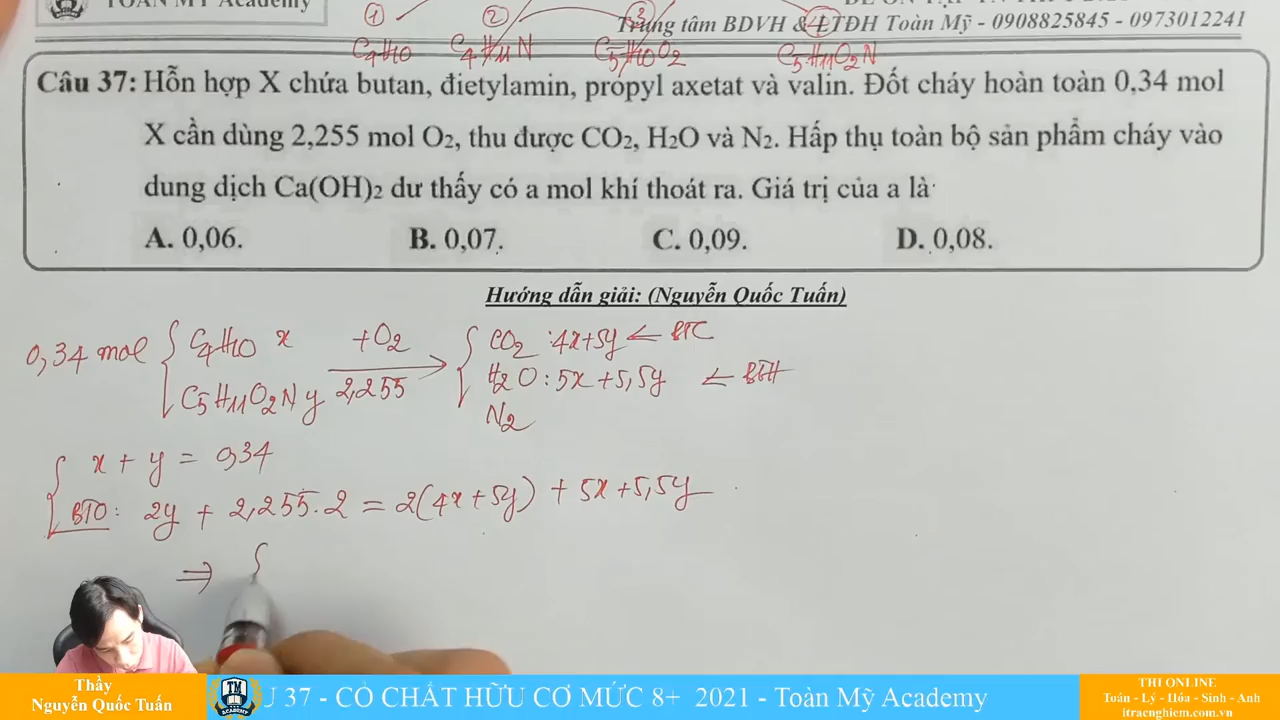 TOÁN MỸ Academy
① ② ③ ④
Trung tâm BDVH & LTĐH Toàn Mỹ - 0908825845 - 0973012241
C4H10 C4H11N C5H10O2 C5H11O2N
Câu 37: Hỗn hợp X chứa butan, đietylamin, propyl axetat và valin. Đốt cháy hoàn toàn 0,34 mol
X cần dùng 2,255 mol O₂, thu được CO₂, H₂O và N₂. Hấp thụ toàn bộ sản phẩm cháy vào
dung dịch Ca(OH)₂ dư thấy có a mol khí thoát ra. Giá trị của a là
A. 0,06. B. 0,07. C. 0,09. D. 0,08.
Hướng dẫn giải: (Nguyễn Quốc Tuấn)
0,34 mol { C4H10 x +O2 { CO2 : 4x+5y ← BTC
C5H11O2N y 2,255 H2O : 5x+5,5y ← BTH
N2
{ x + y = 0,34
BTO: 2y + 2,255.2 = 2(4x+5y) + 5x+5,5y
⇒ {
Thầy
Nguyễn Quốc Tuấn
TM
ACADEMY
U 37 - CỎ CHẤT HỮU CƠ MỨC 8+ 2021 - Toàn Mỹ Academy
THI ONLINE
Toán - Lý - Hóa - Sinh - Anh
itracnghiem.com.vn